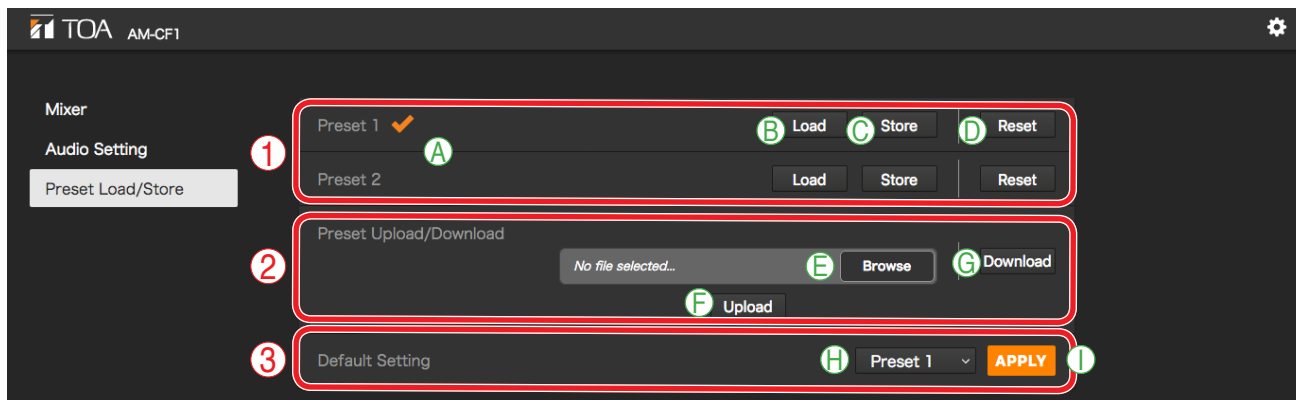 TOA AM-CF1
Mixer
Audio Setting
Preset Load/Store
1
Preset 1
A
B Load
C Store
D Reset
Preset 2
Load
Store
Reset
2
Preset Upload/Download
No file selected...
E Browse
G Download
F Upload
3
Default Setting
H Preset 1
APPLY I